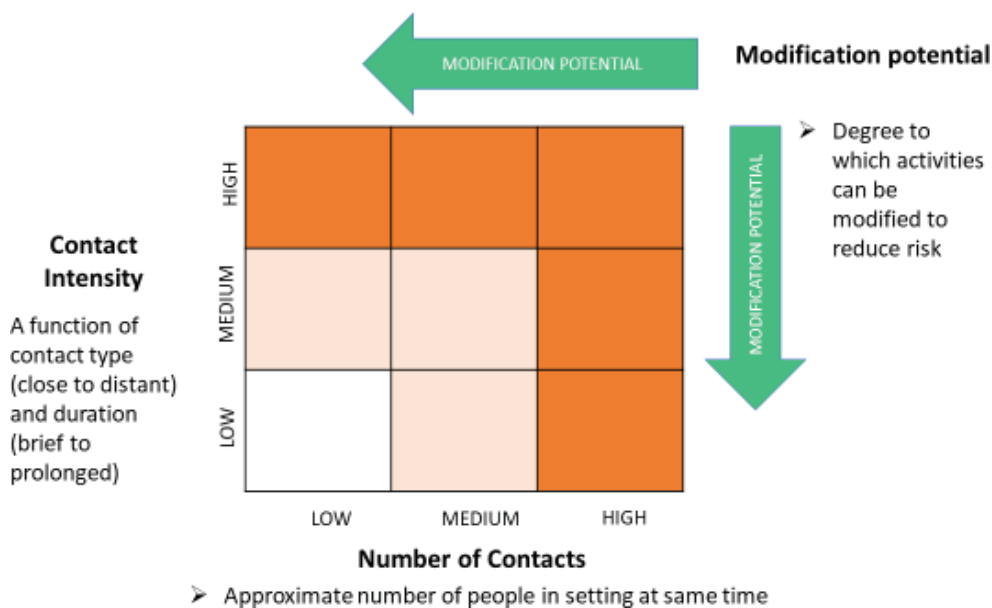 MODIFICATION POTENTIAL
Modification potential
➢ Degree to
which activities
can be
modified to
reduce risk
MODIFICATION POTENTIAL
Contact
Intensity
A function of
contact type
(close to distant)
and duration
(brief to
prolonged)
HIGH
MEDIUM
LOW
LOW
MEDIUM
HIGH
Number of Contacts
➢ Approximate number of people in setting at same time